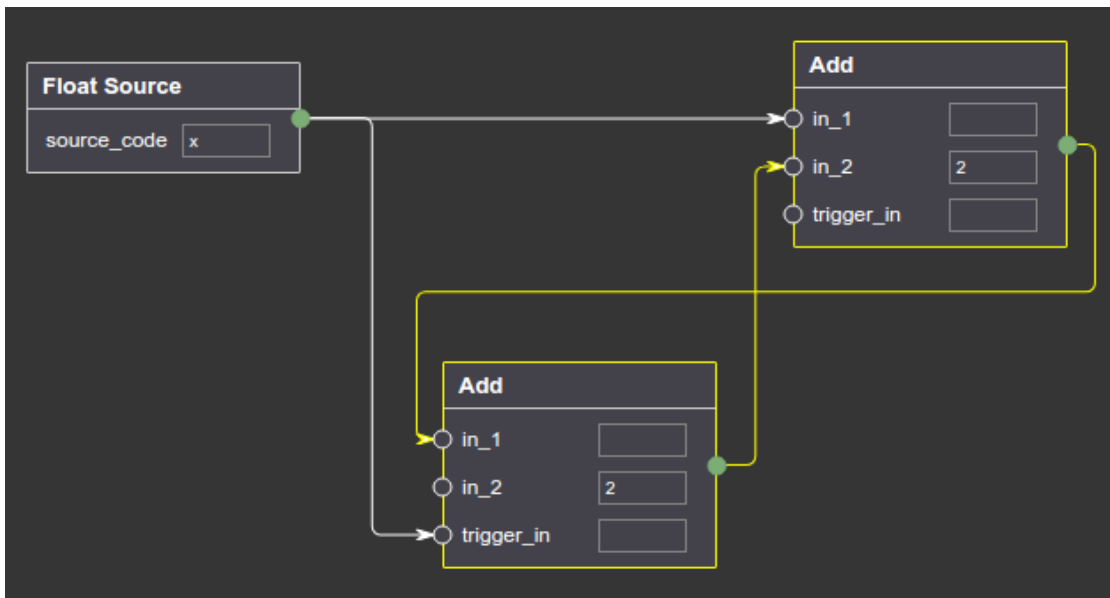 Float Source
source_code x
Add
in_1
in_2 2
trigger_in
Add
in_1
in_2 2
trigger_in